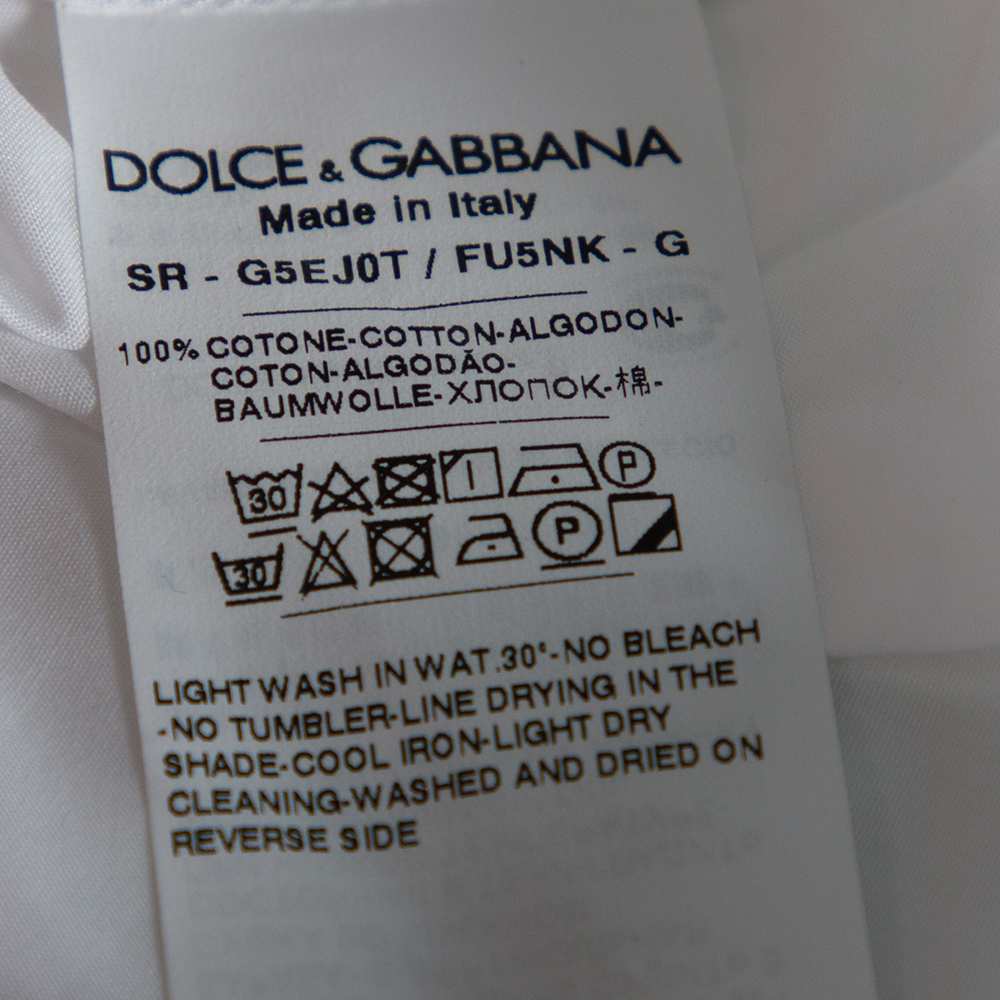 DOLCE & GABBANA
Made in Italy
SR - G5EJ0T / FU5NK - G
100% COTONE-COTTON-ALGODON-
COTON-ALGODÃO-
BAUMWOLLE-ХЛОПОК-棉-
30 P
30 P
LIGHT WASH IN WAT.30°-NO BLEACH
-NO TUMBLER-LINE DRYING IN THE
SHADE-COOL IRON-LIGHT DRY
CLEANING-WASHED AND DRIED ON
REVERSE SIDE